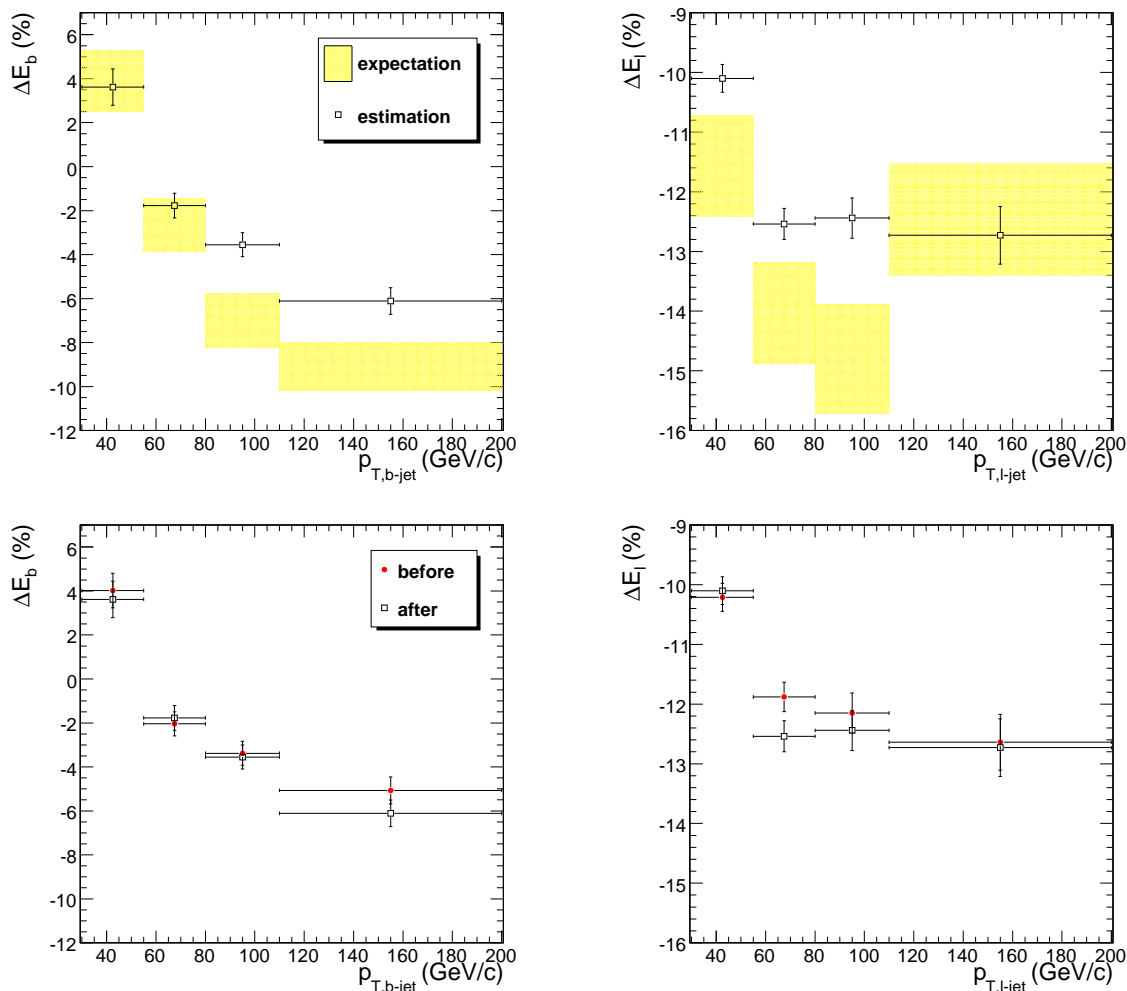 ΔE_b (%)
6
4
2
0
-2
-4
-6
-8
-10
-12
40 60 80 100 120 140 160 180 200
p_T,b-jet (GeV/c)
expectation
estimation
ΔE_l (%)
-9
-10
-11
-12
-13
-14
-15
-16
40 60 80 100 120 140 160 180 200
p_T,l-jet (GeV/c)
ΔE_b (%)
6
4
2
0
-2
-4
-6
-8
-10
-12
40 60 80 100 120 140 160 180 200
p_T,b-jet (GeV/c)
before
after
ΔE_l (%)
-9
-10
-11
-12
-13
-14
-15
-16
40 60 80 100 120 140 160 180 200
p_T,l-jet (GeV/c)